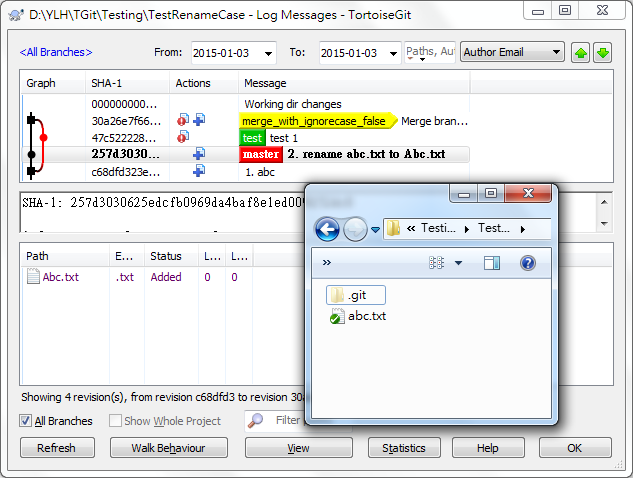 D:\YLH\TGit\Testing\TestRenameCase - Log Messages - TortoiseGit
<All Branches> From: 2015-01-03 To: 2015-01-03 Paths, Au Author Email
Graph SHA-1 Actions Message
000000000... Working dir changes
30a26e7f66... merge_with_ignorecase_false Merge bran...
47c522228... test test 1
257d3030... master 2. rename abc.txt to Abc.txt
c68dfd323e... 1. abc
SHA-1: 257d3030625edcfb0969da4baf8e1ed00
Path E... Status L... L...
Abc.txt .txt Added 0 0
« Testi... Test...
»
.git
abc.txt
Showing 4 revision(s), from revision c68dfd3 to revision 30a
All Branches Show Whole Project Filter
Refresh Walk Behaviour View Statistics Help OK